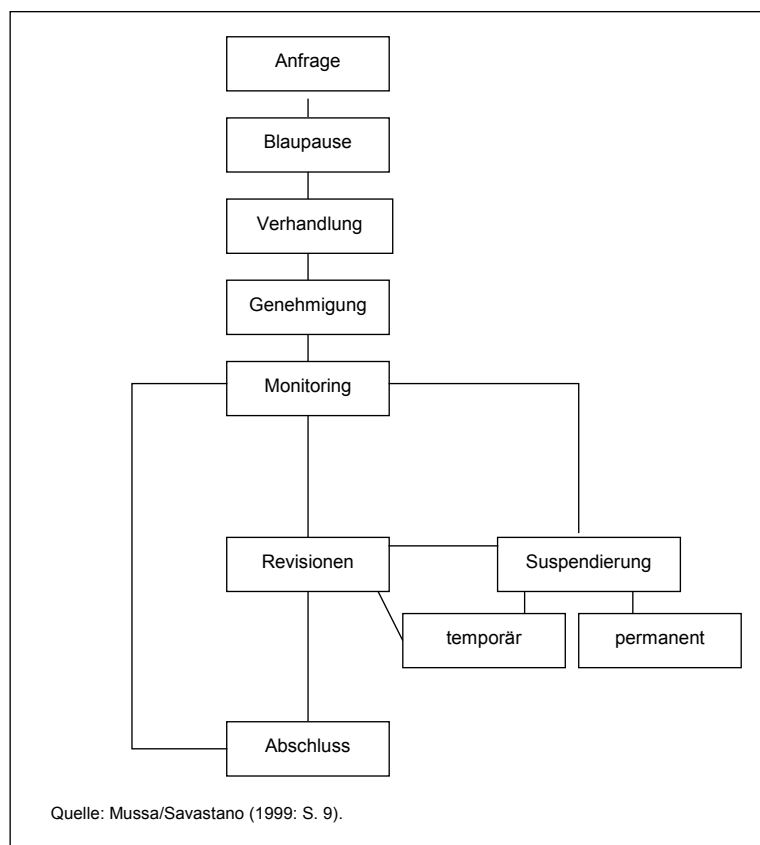 Anfrage
Blaupause
Verhandlung
Genehmigung
Monitoring
Revisionen
Suspendierung
temporär
permanent
Abschluss
Quelle: Mussa/Savastano (1999: S. 9).